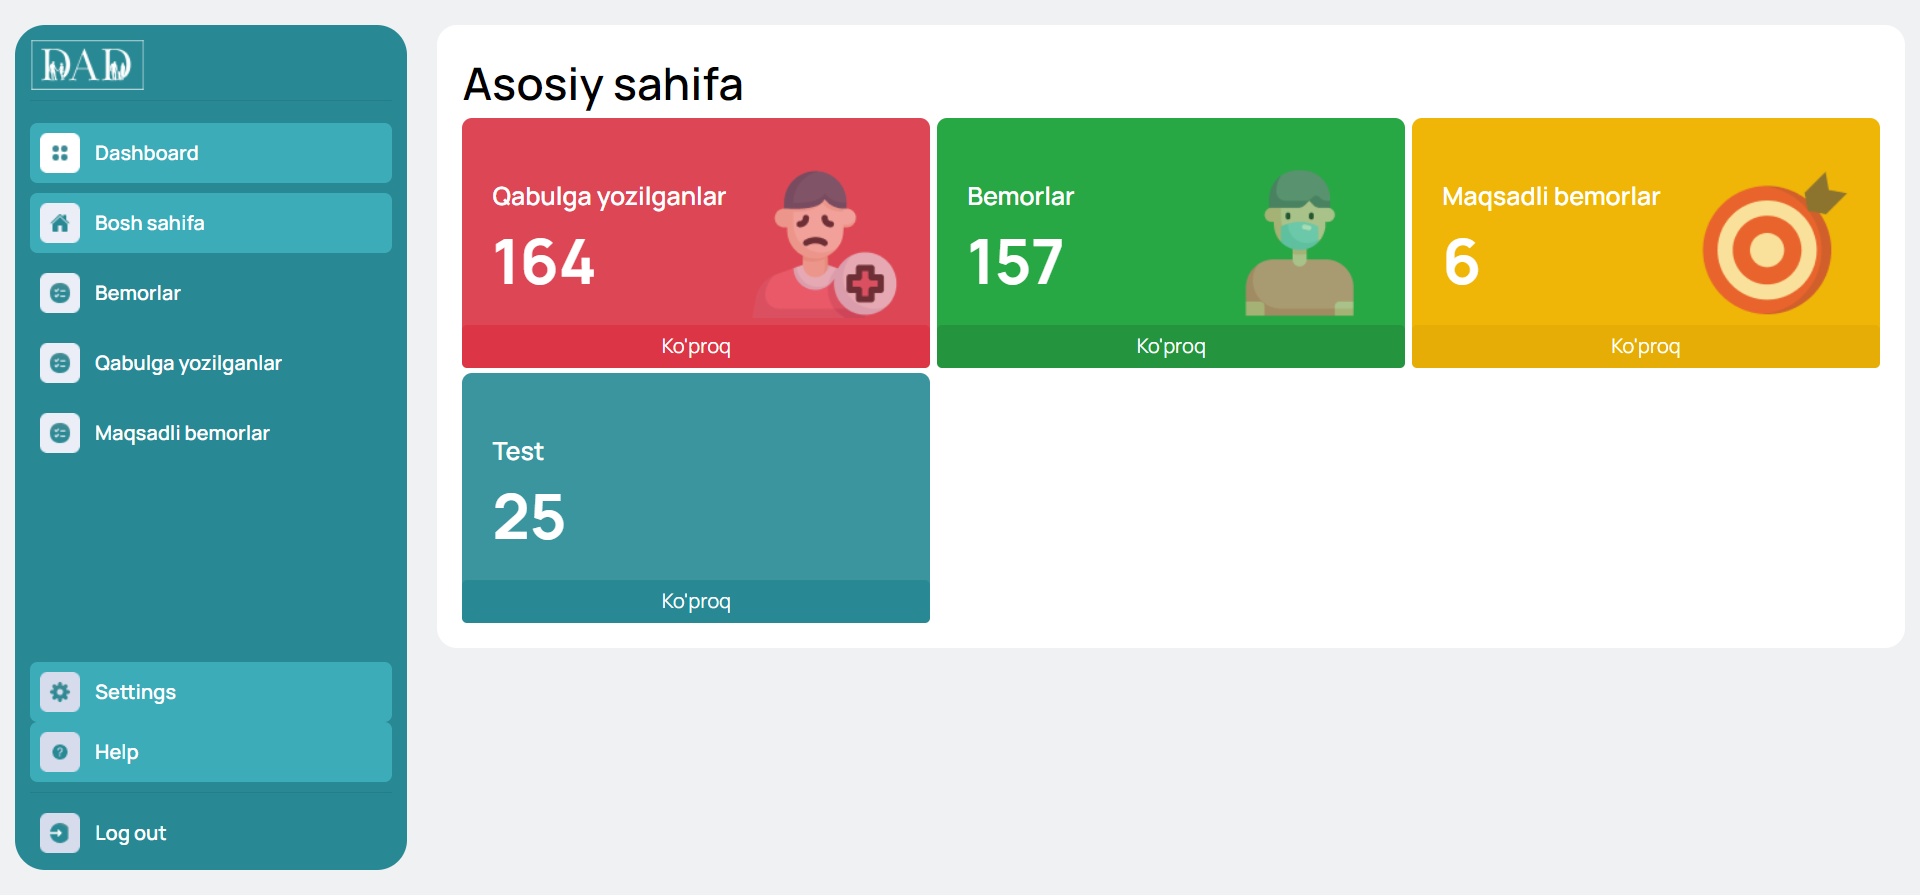 DAD
Dashboard
Bosh sahifa
Bemorlar
Qabulga yozilganlar
Maqsadli bemorlar
Settings
Help
Log out
Asosiy sahifa
Qabulga yozilganlar
164
Ko'proq
Bemorlar
157
Ko'proq
Maqsadli bemorlar
6
Ko'proq
Test
25
Ko'proq